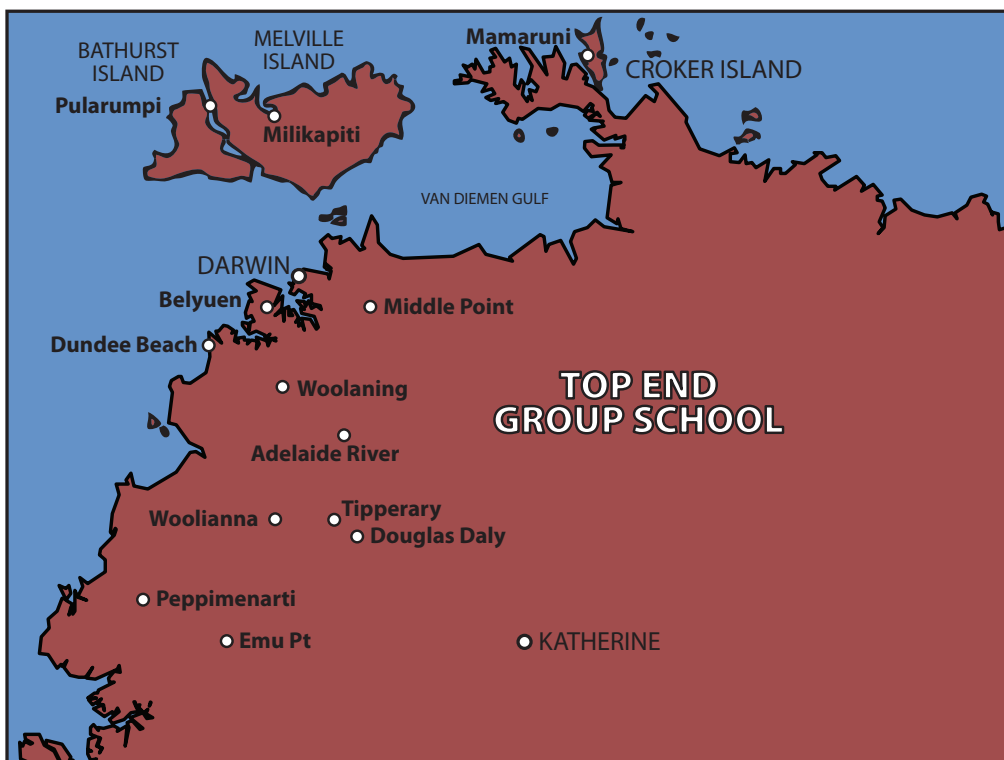 BATHURST
ISLAND
MELVILLE
ISLAND
Mamaruni
CROKER ISLAND
Pularumpi
Milikapiti
VAN DIEMEN GULF
DARWIN
Belyuen
Middle Point
Dundee Beach
Woolaning
TOP END
GROUP SCHOOL
Adelaide River
Woolianna
Tipperary
Douglas Daly
Peppimenarti
Emu Pt
KATHERINE